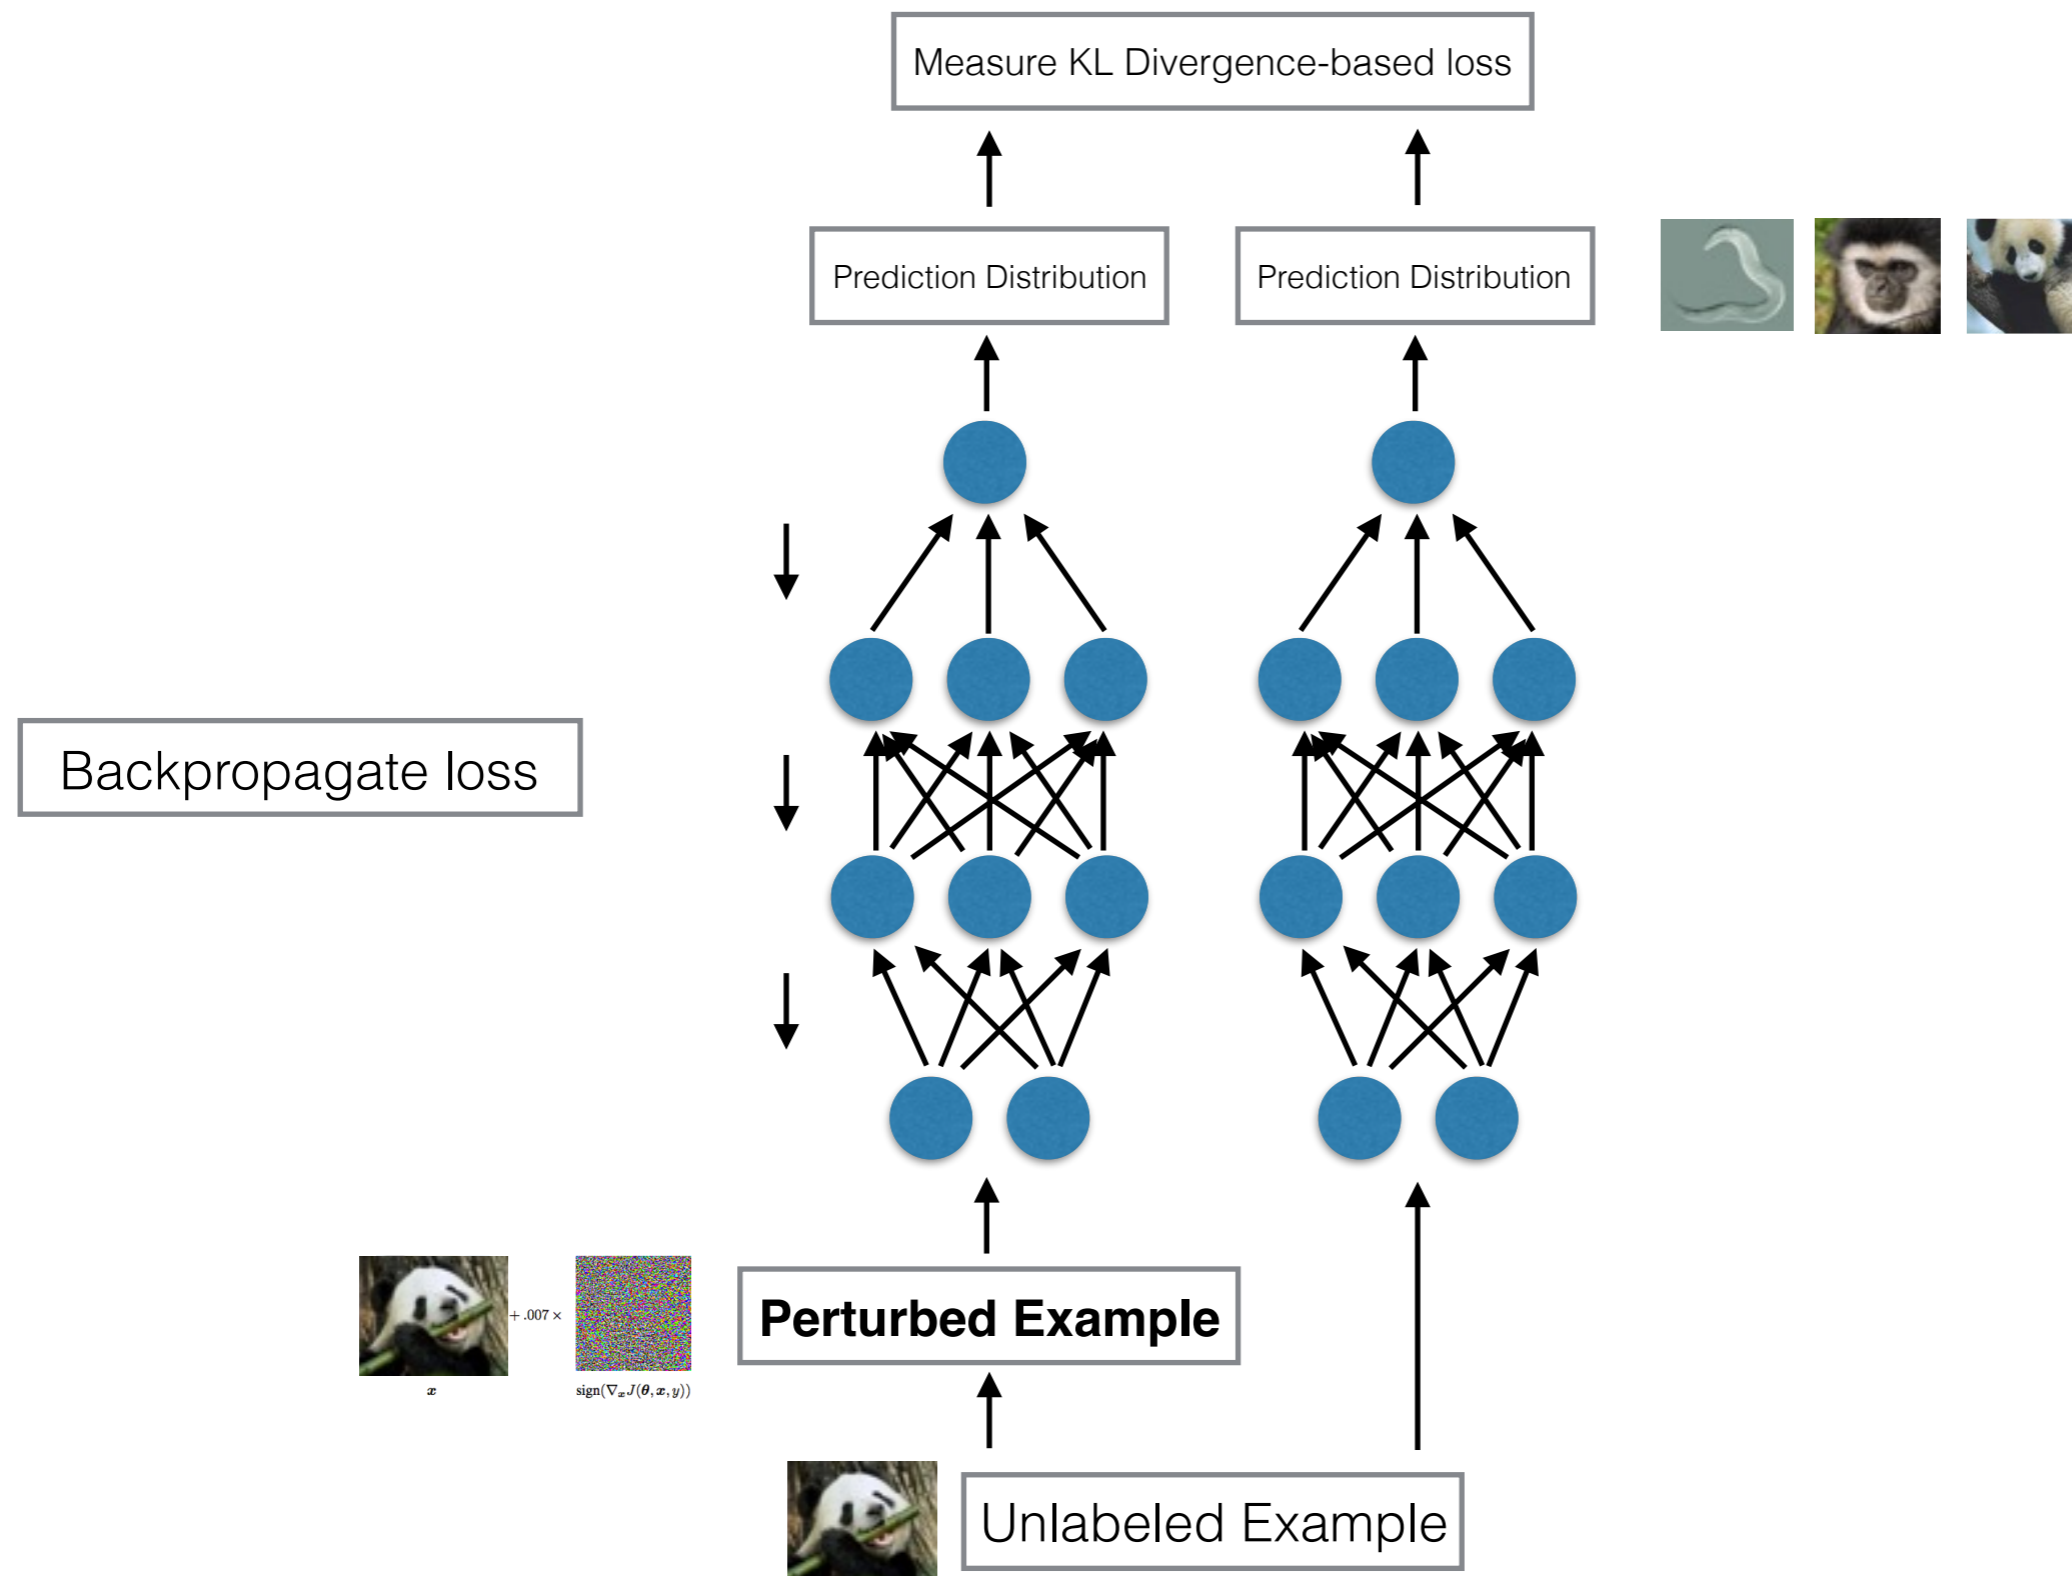 Measure KL Divergence-based loss
Prediction Distribution
Prediction Distribution
Backpropagate loss
+ .007 ×
Perturbed Example
x
sign(∇ₓJ(θ, x, y))
Unlabeled Example